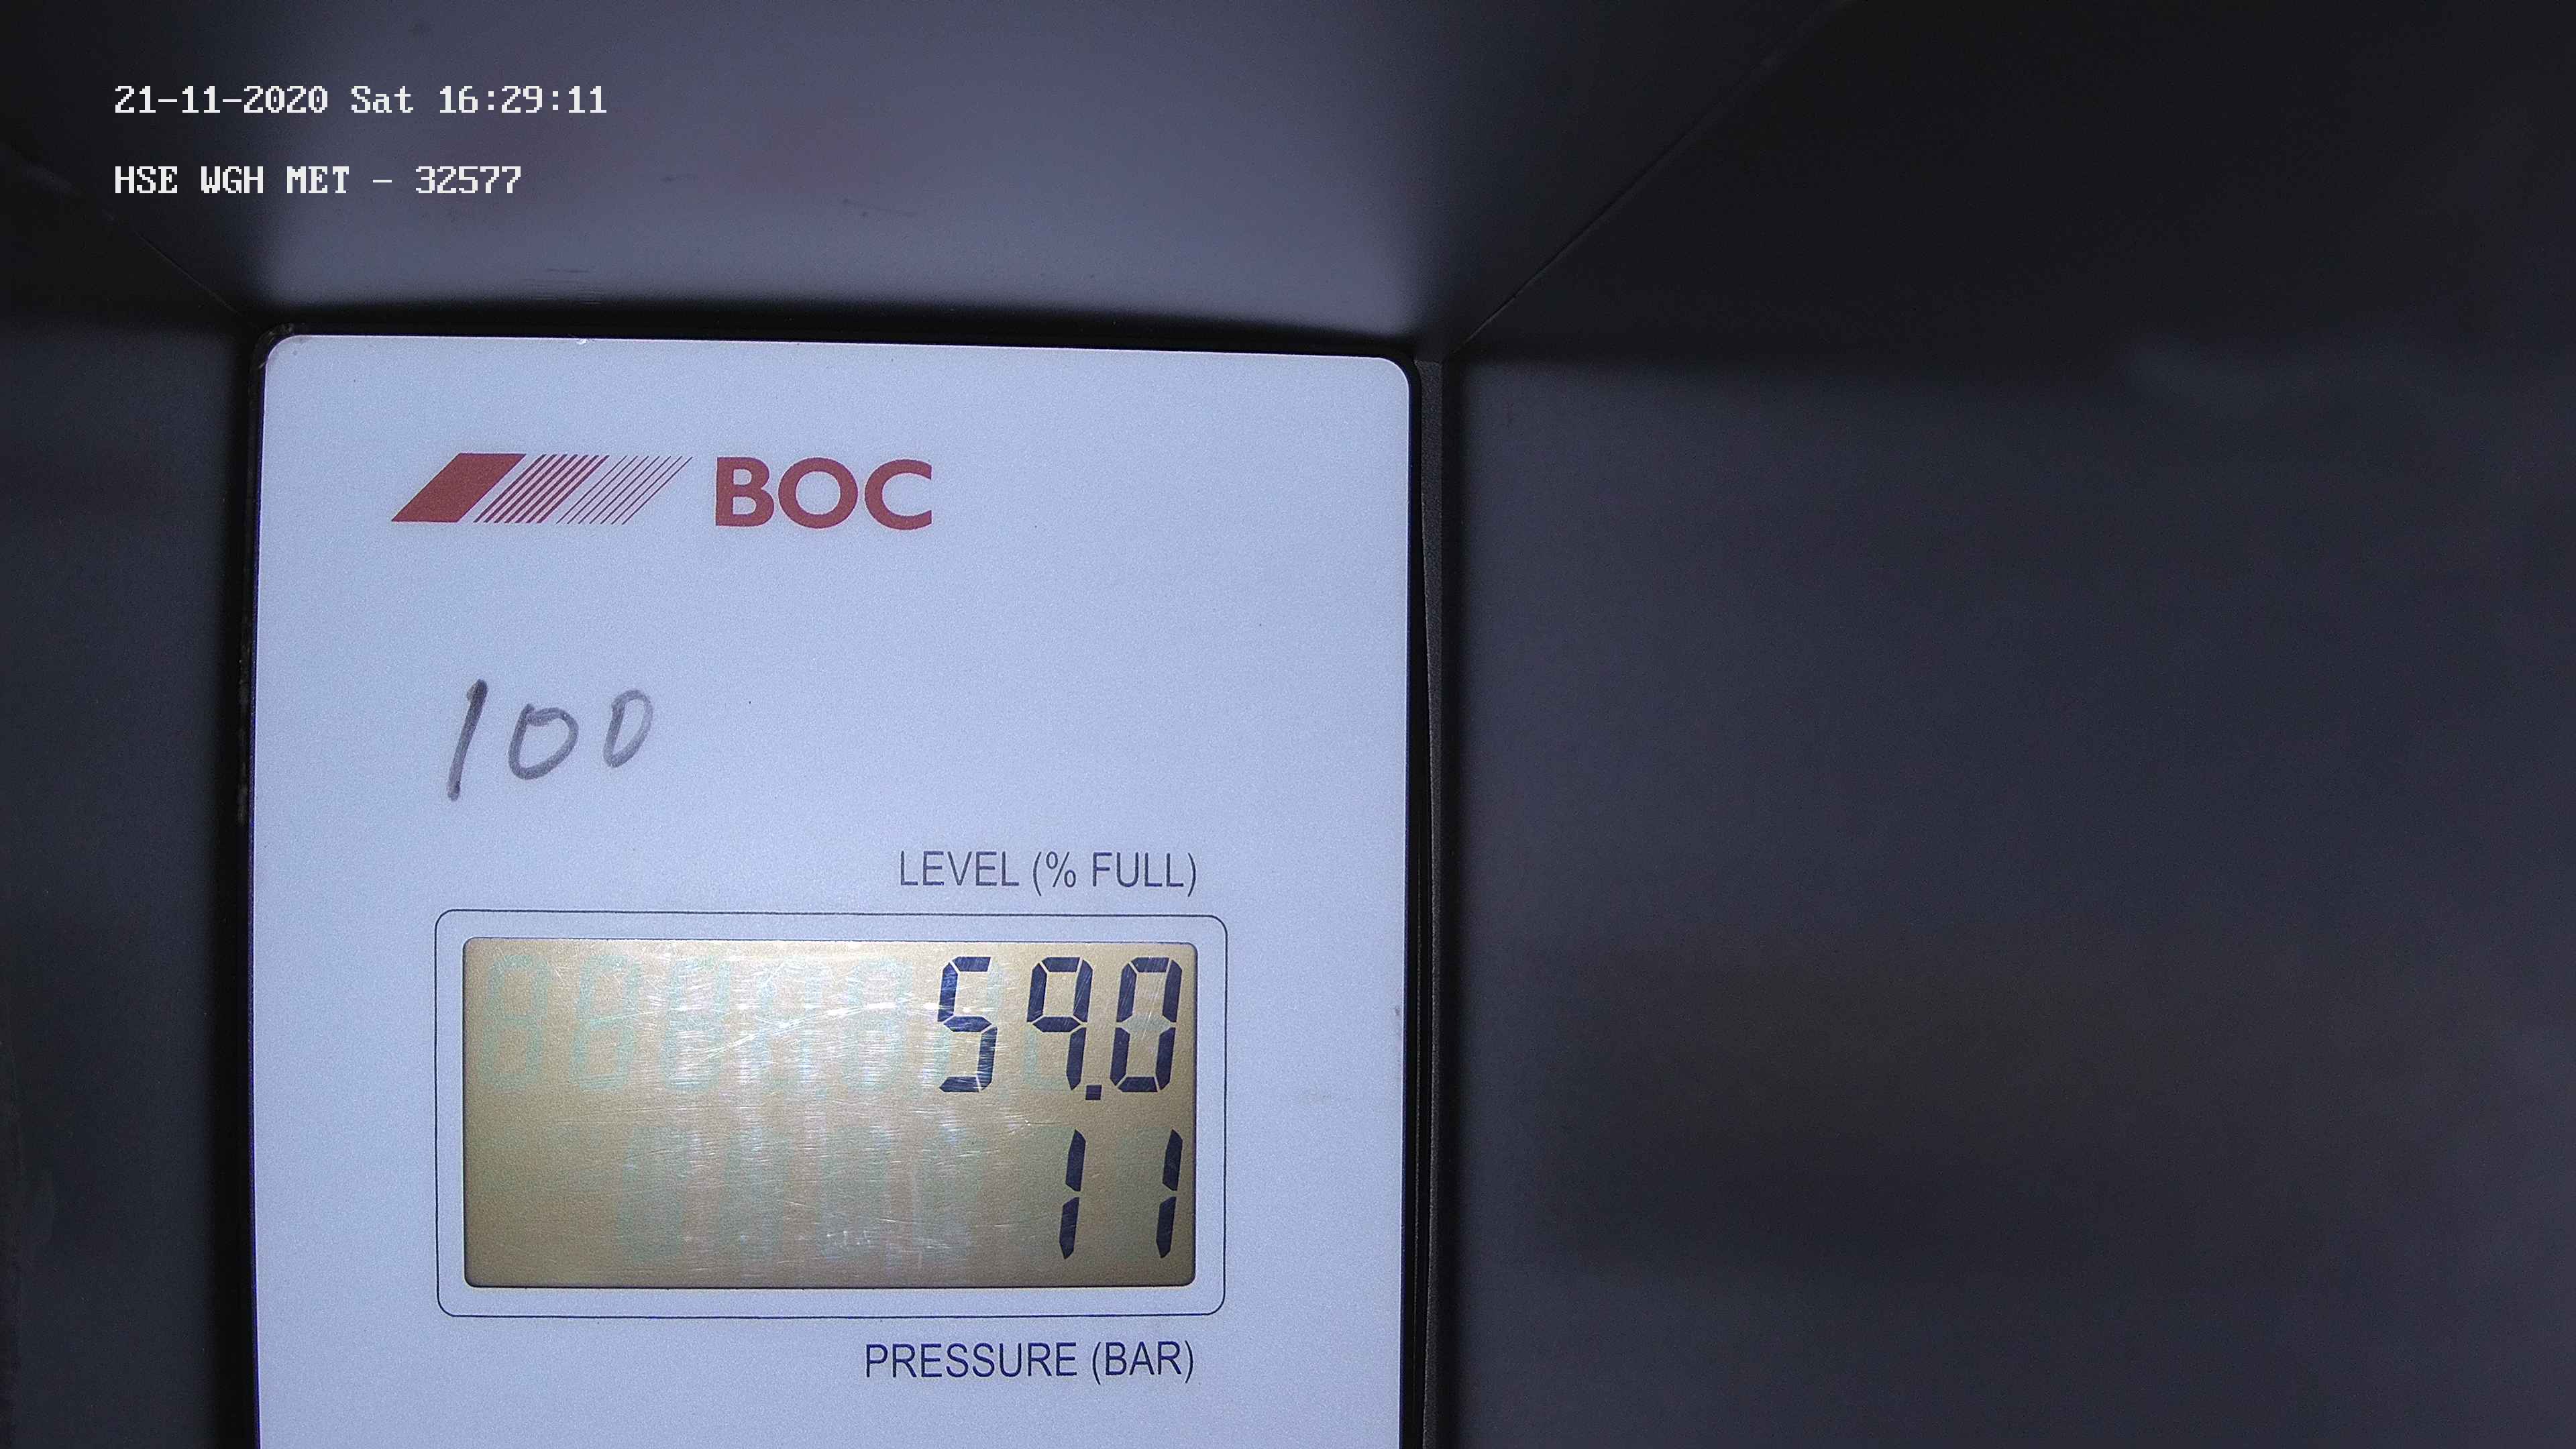 21-11-2020 Sat 16:29:11
HSE WGH MET - 32577
BOC
100
LEVEL (% FULL)
59.0
11
PRESSURE (BAR)